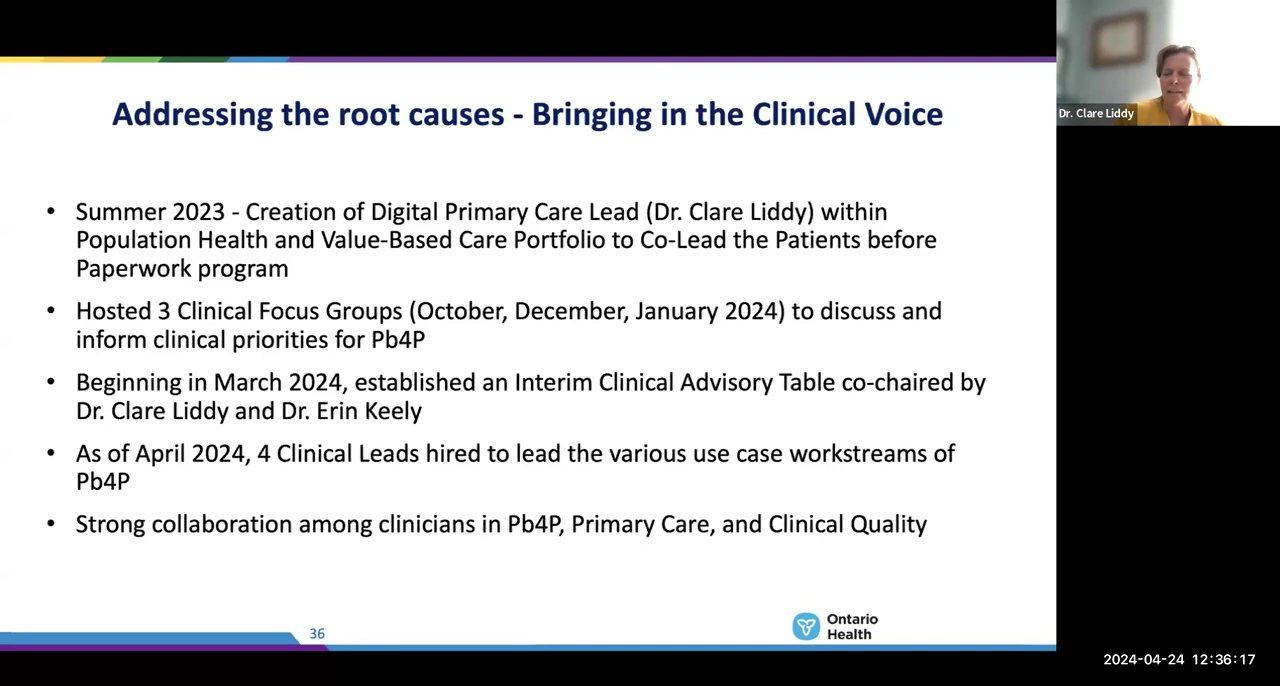 Addressing the root causes - Bringing in the Clinical Voice
• Summer 2023 - Creation of Digital Primary Care Lead (Dr. Clare Liddy) within
Population Health and Value-Based Care Portfolio to Co-Lead the Patients before
Paperwork program
• Hosted 3 Clinical Focus Groups (October, December, January 2024) to discuss and
inform clinical priorities for Pb4P
• Beginning in March 2024, established an Interim Clinical Advisory Table co-chaired by
Dr. Clare Liddy and Dr. Erin Keely
• As of April 2024, 4 Clinical Leads hired to lead the various use case workstreams of
Pb4P
• Strong collaboration among clinicians in Pb4P, Primary Care, and Clinical Quality
36
Ontario
Health
Dr. Clare Liddy
2024-04-24 12:36:17